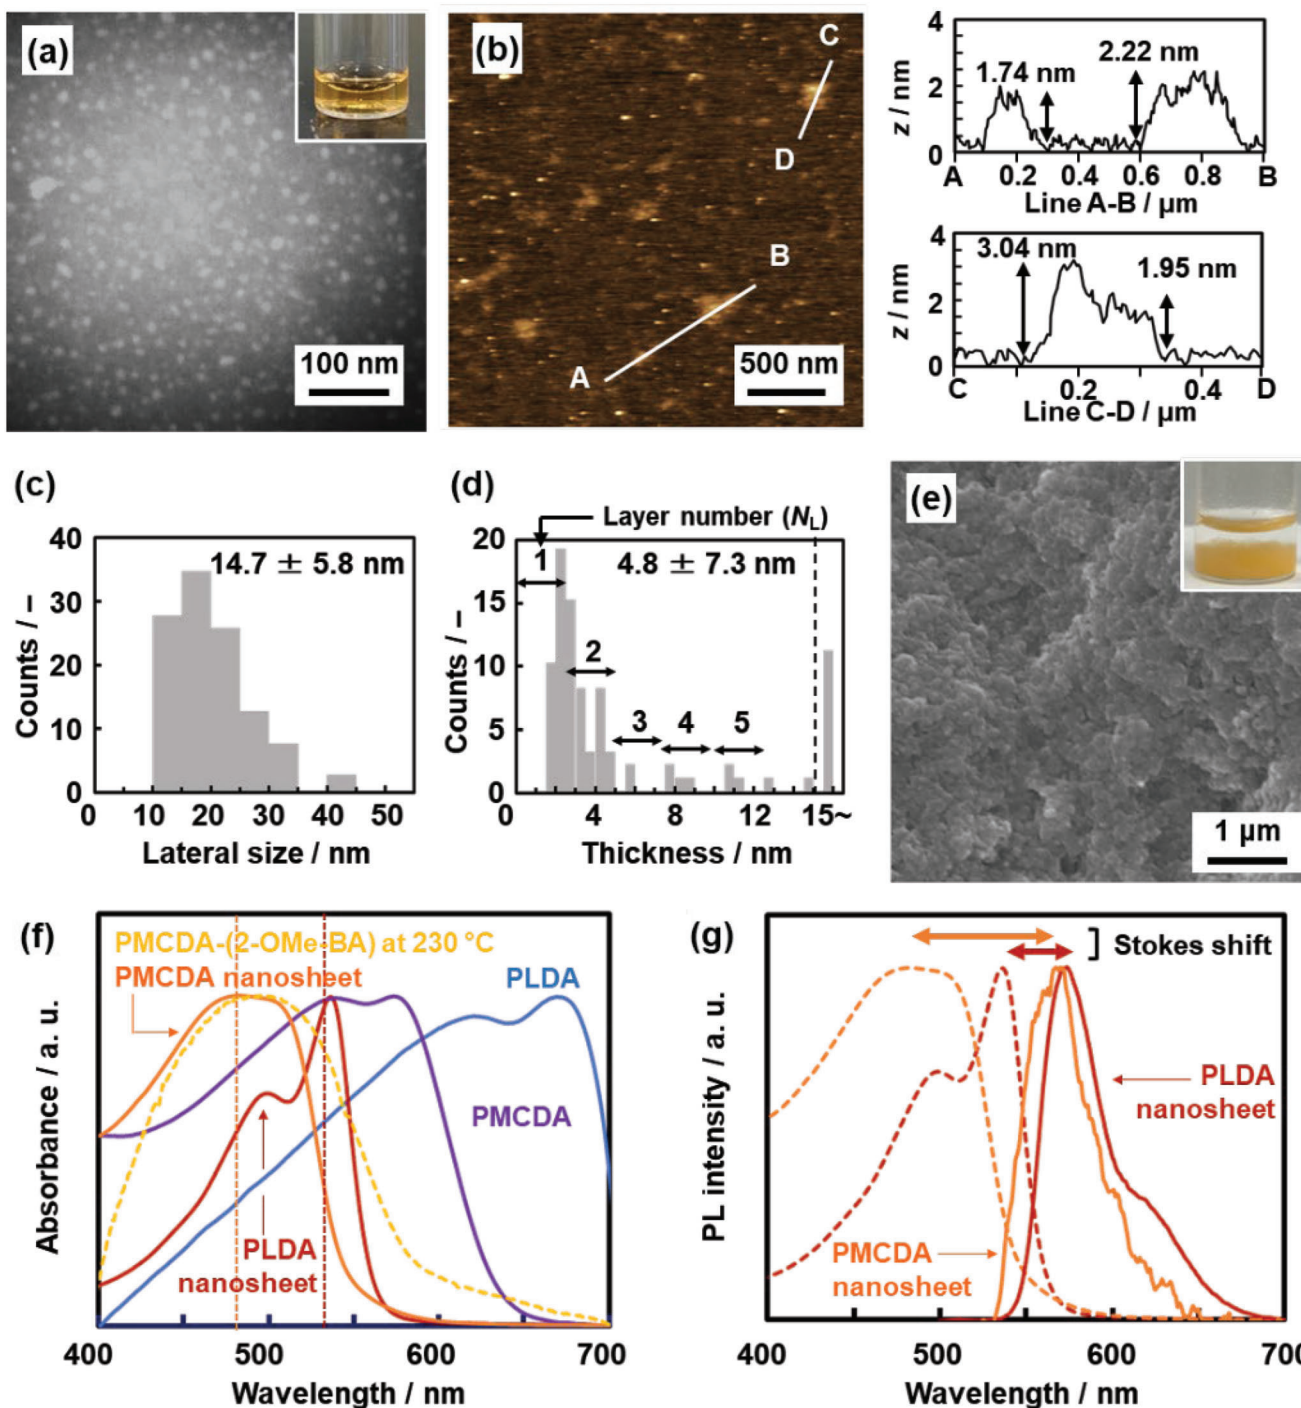 (a)
100 nm
(b)
C
D
B
A
500 nm
z / nm
4
2
0
1.74 nm
2.22 nm
A
0.2
0.4
0.6
0.8
B
Line A-B / µm
z / nm
4
2
0
3.04 nm
1.95 nm
C
0.2
0.4
D
Line C-D / µm
(c)
14.7 ± 5.8 nm
Counts / –
40
30
20
10
0
0
10
20
30
40
50
Lateral size / nm
(d)
Layer number (N_L)
4.8 ± 7.3 nm
Counts / –
20
15
10
5
0
1
2
3
4
5
0
4
8
12
15~
Thickness / nm
(e)
1 µm
(f)
PMCDA-(2-OMe-BA) at 230 °C
PMCDA nanosheet
PLDA
PMCDA
PLDA
nanosheet
Absorbance / a. u.
400
500
600
700
Wavelength / nm
(g)
Stokes shift
PLDA
nanosheet
PMCDA
nanosheet
PL intensity / a. u.
400
500
600
700
Wavelength / nm